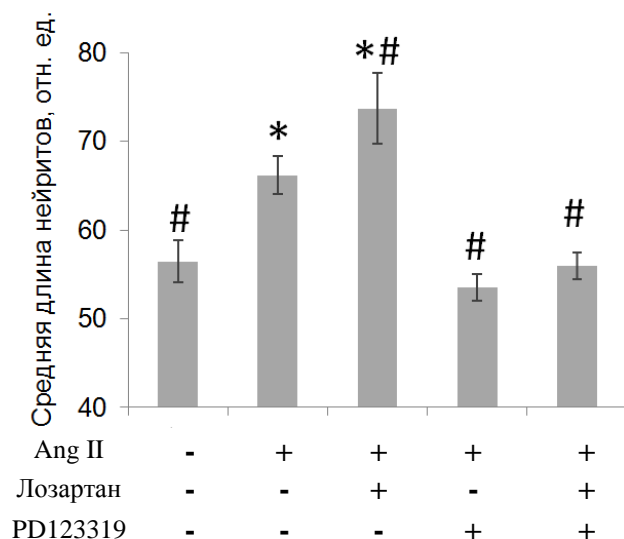 Средняя длина нейритов, отн. ед.
80
70
60
50
40
#
*
*#
#
#
Ang II - + + + +
Лозартан - - + - +
PD123319 - - - + +